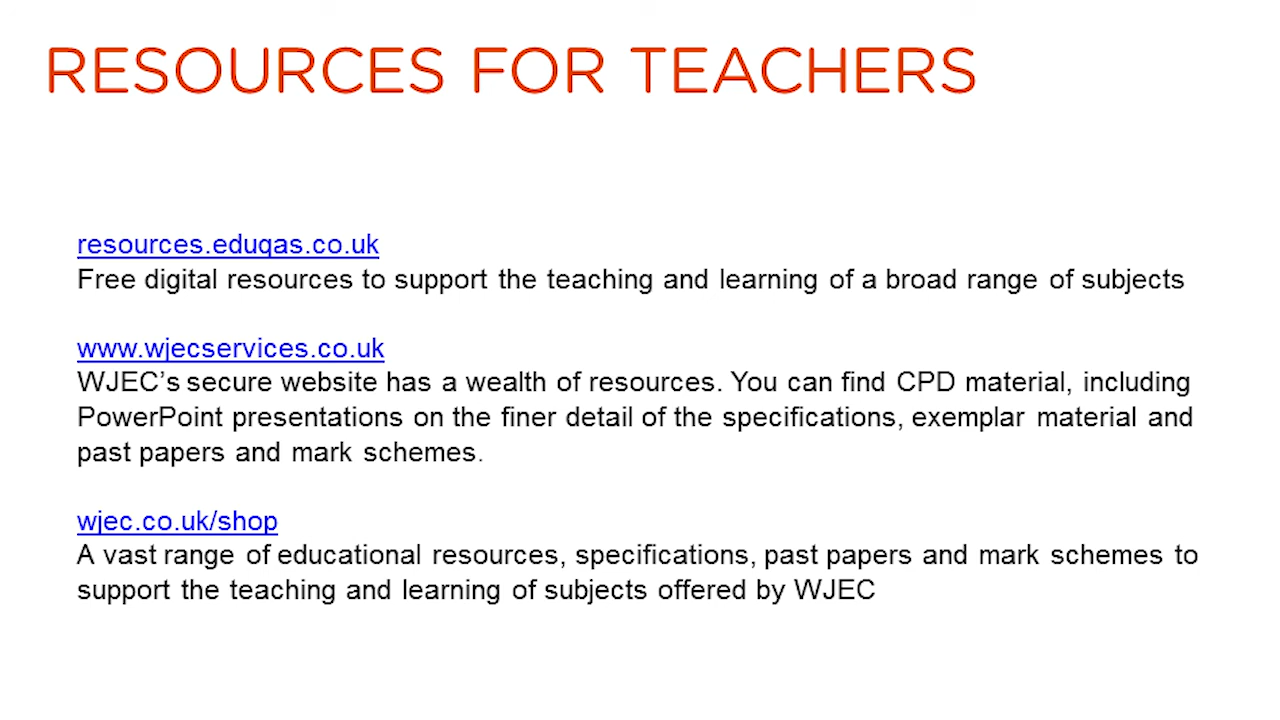 RESOURCES FOR TEACHERS
resources.eduqas.co.uk
Free digital resources to support the teaching and learning of a broad range of subjects
www.wjecservices.co.uk
WJEC’s secure website has a wealth of resources. You can find CPD material, including
PowerPoint presentations on the finer detail of the specifications, exemplar material and
past papers and mark schemes.
wjec.co.uk/shop
A vast range of educational resources, specifications, past papers and mark schemes to
support the teaching and learning of subjects offered by WJEC